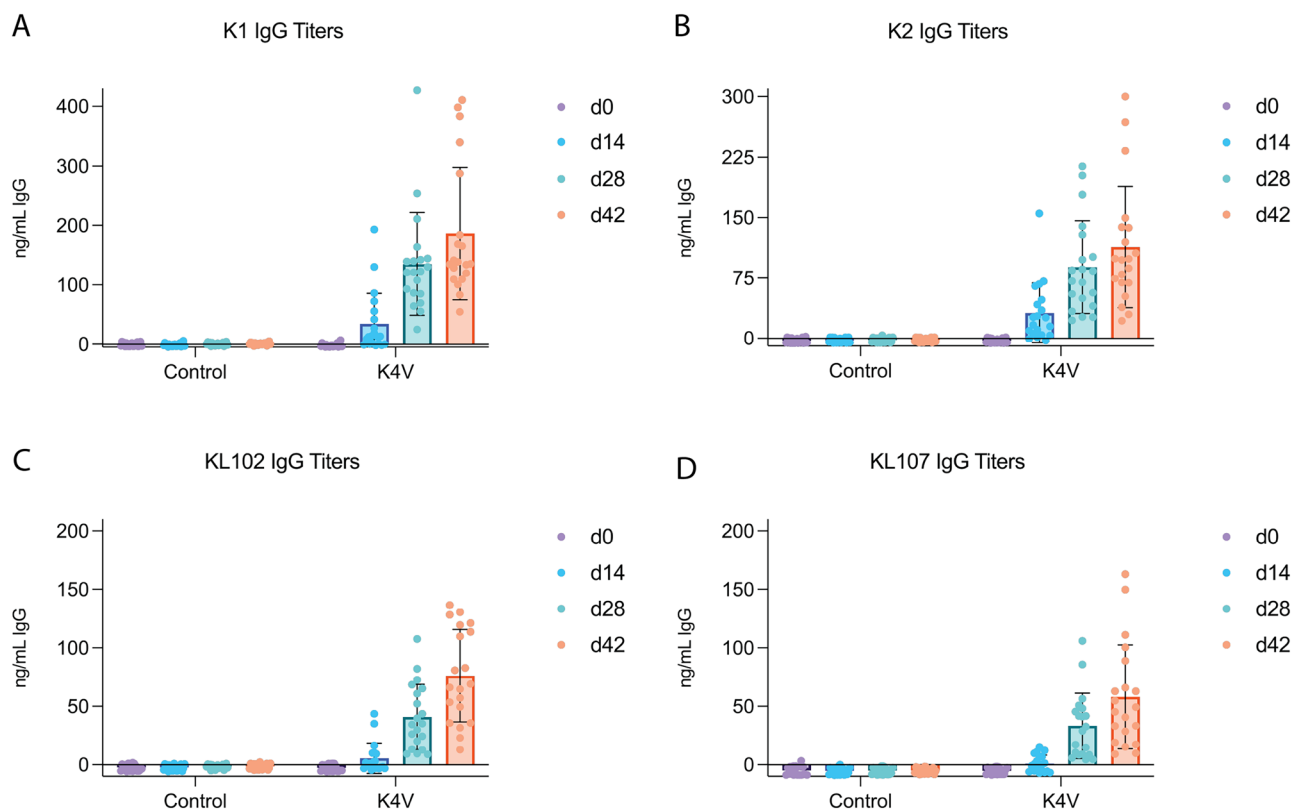 A
K1 IgG Titers
ng/mL IgG
400
300
200
100
0
Control
K4V
d0
d14
d28
d42
B
K2 IgG Titers
ng/mL IgG
300
225
150
75
0
Control
K4V
d0
d14
d28
d42
C
KL102 IgG Titers
ng/mL IgG
200
150
100
50
0
Control
K4V
d0
d14
d28
d42
D
KL107 IgG Titers
ng/mL IgG
200
150
100
50
0
Control
K4V
d0
d14
d28
d42